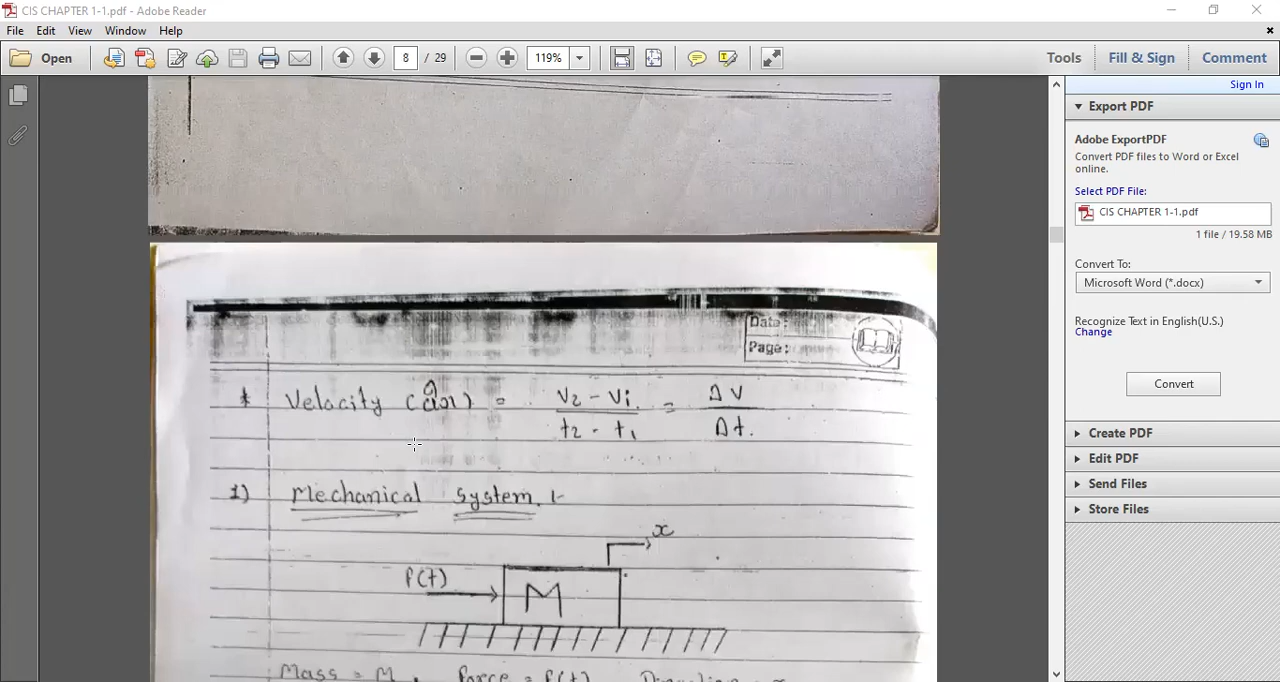 CIS CHAPTER 1-1.pdf - Adobe Reader
File Edit View Window Help
Open 8 / 29 119% Tools Fill & Sign Comment
Sign In
Export PDF
Adobe ExportPDF
Convert PDF files to Word or Excel
online.
Select PDF File:
CIS CHAPTER 1-1.pdf
1 file / 19.58 MB
Convert To:
Microsoft Word (*.docx)
Recognize Text in English(U.S.)
Change
Convert
Create PDF
Edit PDF
Send Files
Store Files
Date:
Page:
* Velocity = V2 - Vi = ΔV
t2 - t1 Δt.
1) Mechanical System :-
x
f(t)
M
Mass = M, force = f(t)